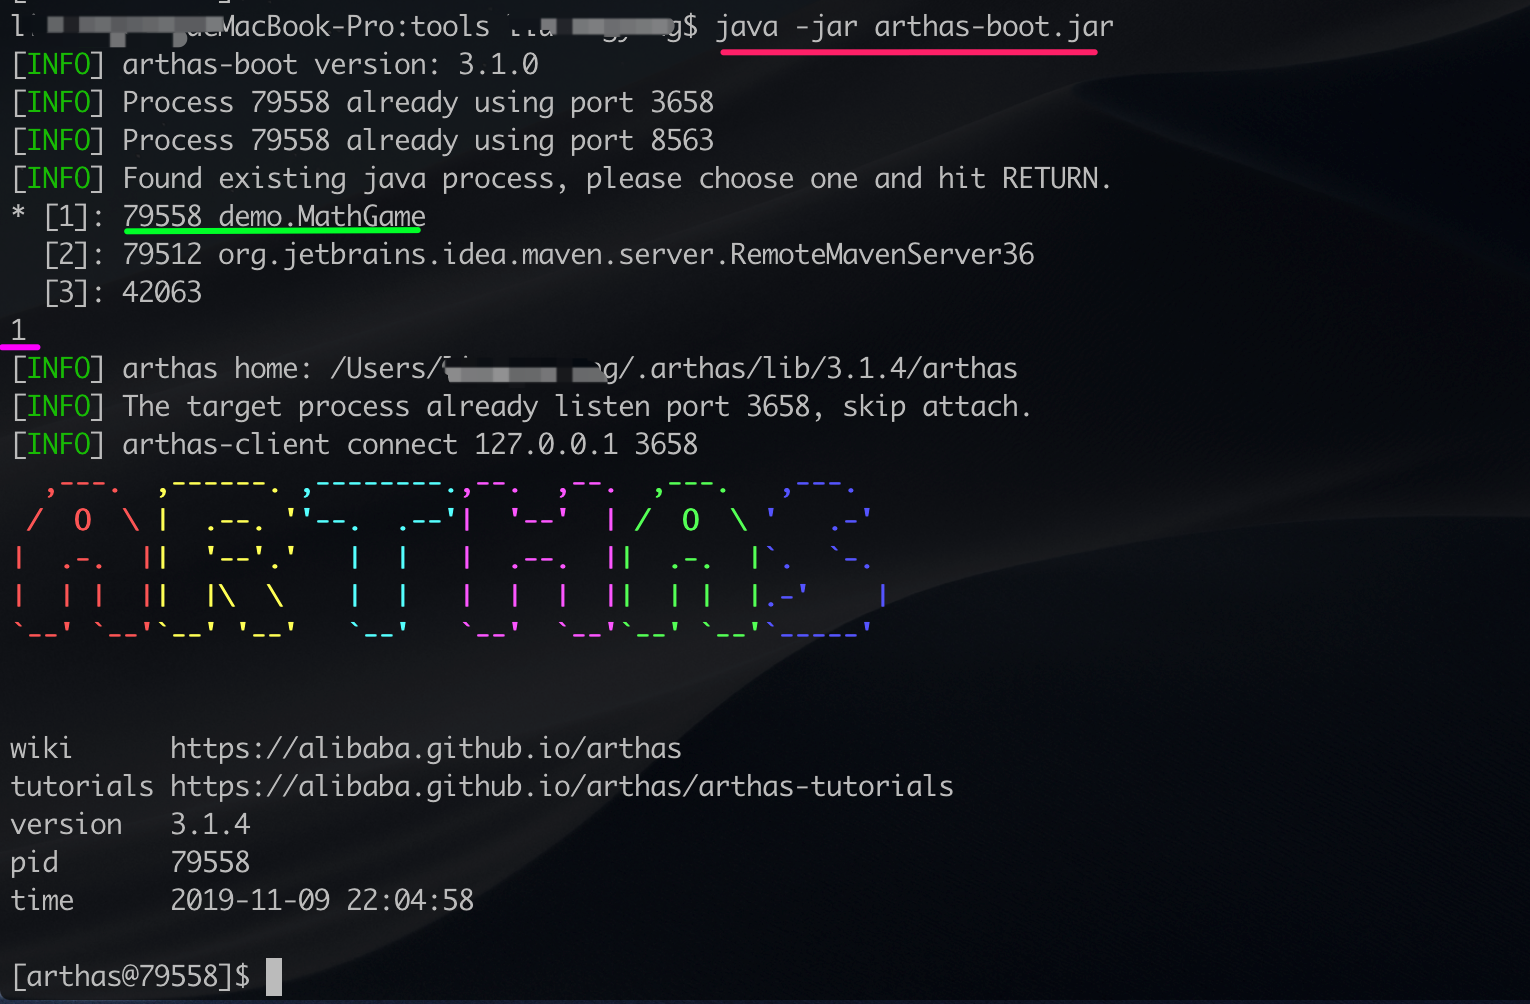 MacBook-Pro:tools $ java -jar arthas-boot.jar
[INFO] arthas-boot version: 3.1.0
[INFO] Process 79558 already using port 3658
[INFO] Process 79558 already using port 8563
[INFO] Found existing java process, please choose one and hit RETURN.
* [1]: 79558 demo.MathGame
[2]: 79512 org.jetbrains.idea.maven.server.RemoteMavenServer36
[3]: 42063
1
[INFO] arthas home: /Users/ /.arthas/lib/3.1.4/arthas
[INFO] The target process already listen port 3658, skip attach.
[INFO] arthas-client connect 127.0.0.1 3658
ARTHAS
wiki https://alibaba.github.io/arthas
tutorials https://alibaba.github.io/arthas/arthas-tutorials
version 3.1.4
pid 79558
time 2019-11-09 22:04:58
[arthas@79558]$